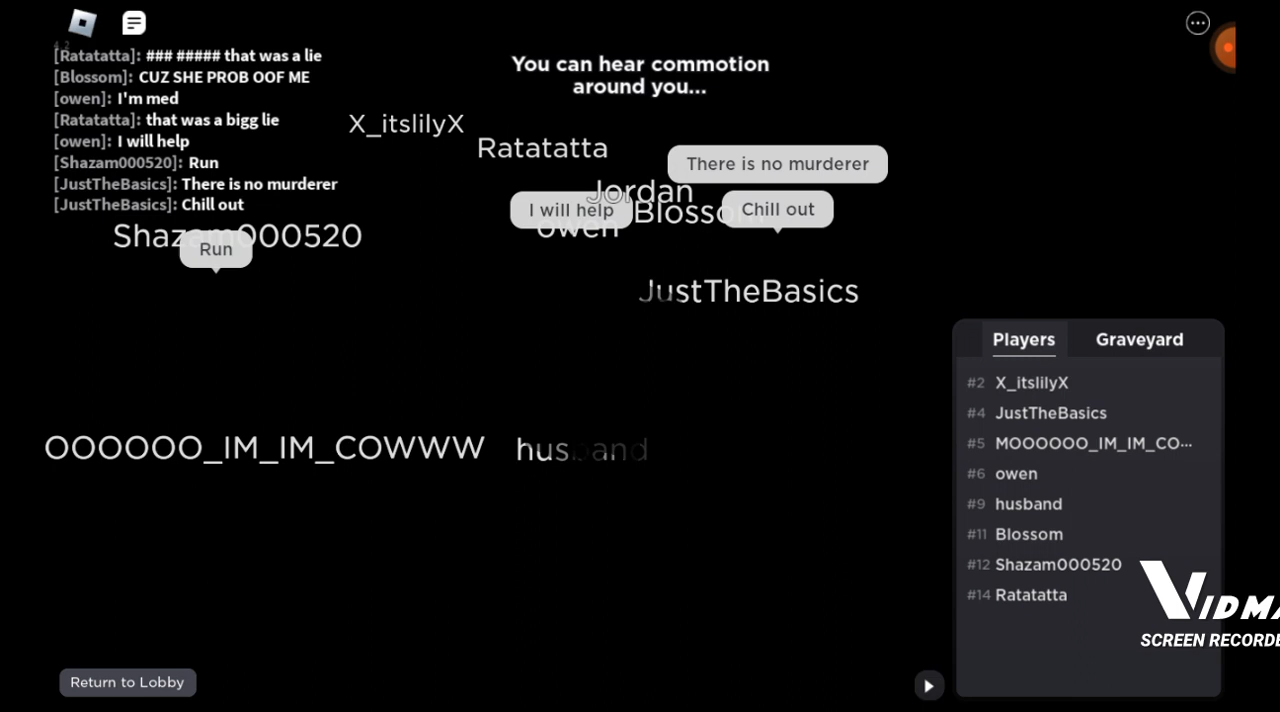 [Ratatatta]: ### ##### that was a lie
[Blossom]: CUZ SHE PROB OOF ME
[owen]: I'm med
[Ratatatta]: that was a bigg lie
[owen]: I will help
[Shazam000520]: Run
[JustTheBasics]: There is no murderer
[JustTheBasics]: Chill out
You can hear commotion
around you...
X_itslilyX
Ratatatta
There is no murderer
Jordan
I will help
Blossom
Chill out
owen
Shazam000520
Run
JustTheBasics
OOOOOO_IM_IM_COWWW
husband
Players Graveyard
#2 X_itslilyX
#4 JustTheBasics
#5 MOOOOOO_IM_IM_CO...
#6 owen
#9 husband
#11 Blossom
#12 Shazam000520
#14 Ratatatta
VIDMA
SCREEN RECORDE
Return to Lobby